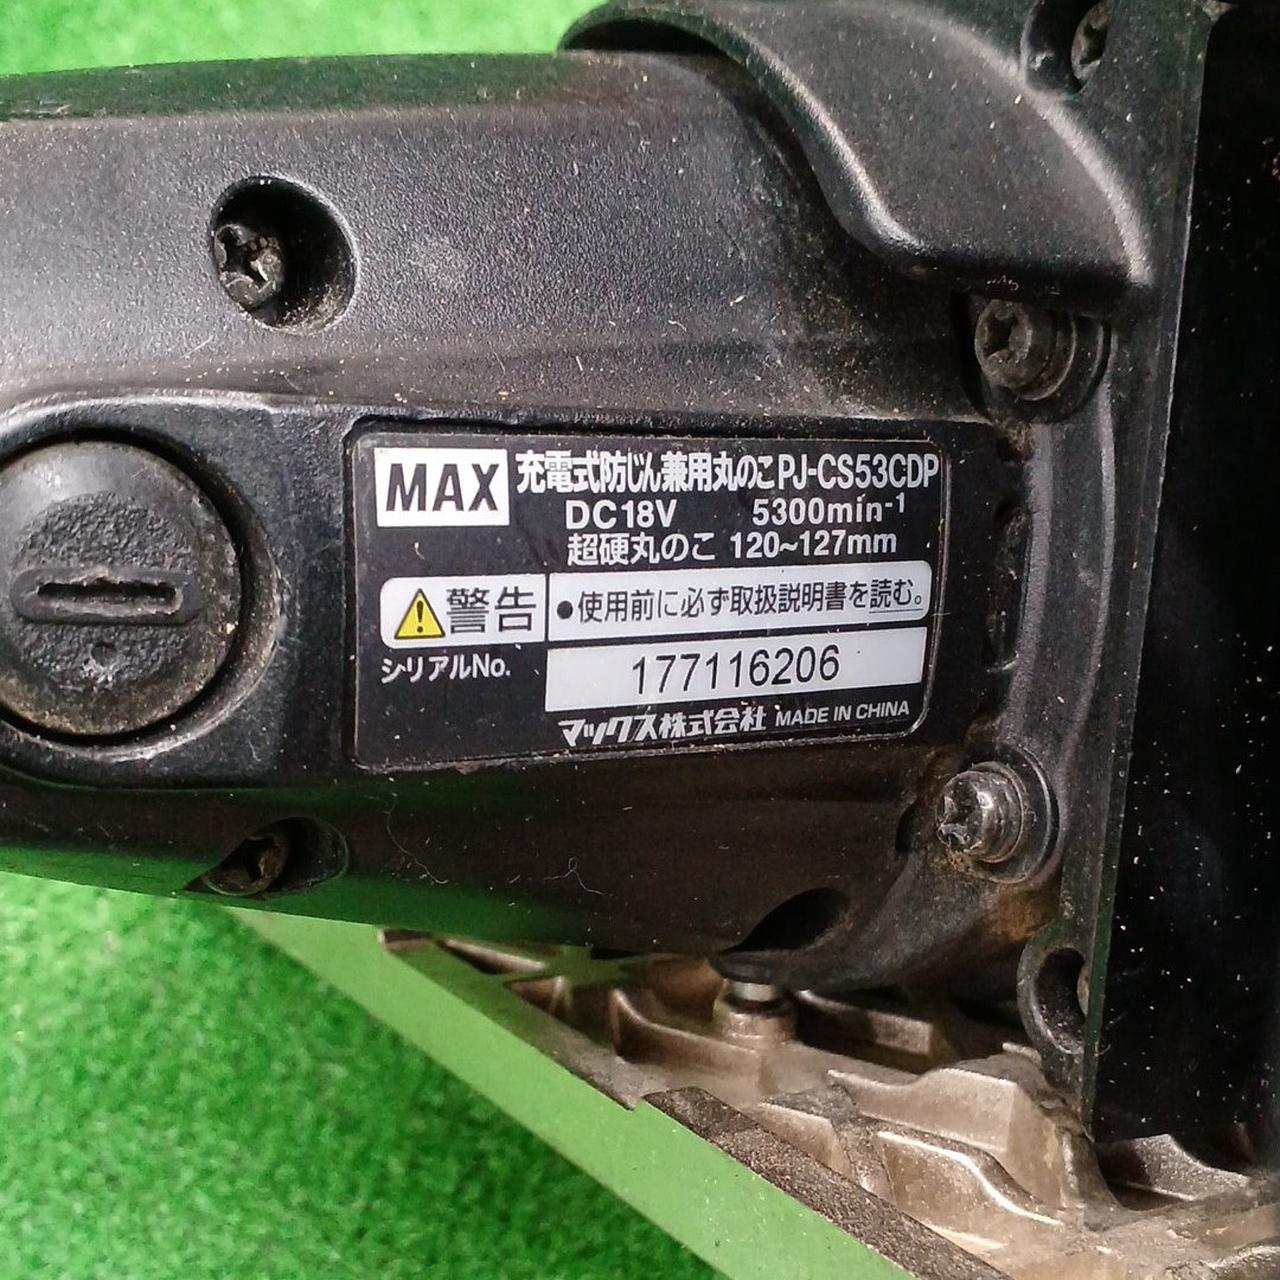 MAX 充電式防じん兼用丸のこ PJ-CS53CDP
DC18V 5300min-1
超硬丸のこ 120~127mm
警告 ●使用前に必ず取扱説明書を読む。
シリアルNo. 177116206
マックス株式会社 MADE IN CHINA